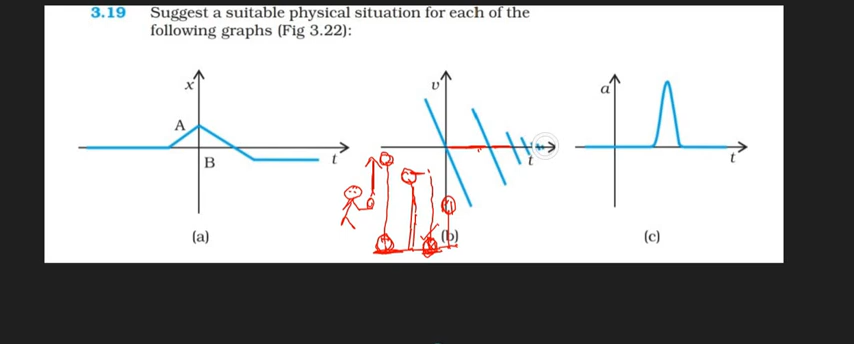 3.19 Suggest a suitable physical situation for each of the
following graphs (Fig 3.22):
x
A
B
t
(a)
v
t
(b)
a
t
(c)